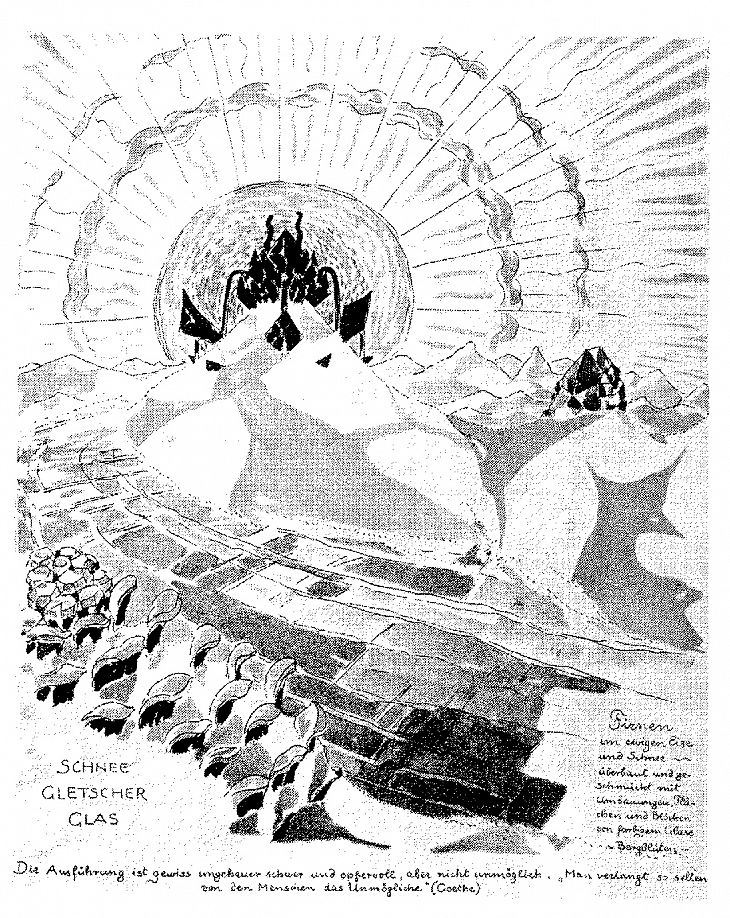 SCHNEE
GLETSCHER
GLAS
Firnen
im ewigen Eise
und Schnee —
überbaut und ge-
schmückt mit
Umbauungen, Flä-
chen und Blöcken
von farbigem Glase
— Bergblüten —
Die Ausführung ist gewiss ungeheuer schwer und opfervoll, aber nicht unmöglich. „Man verlangt so selten
von den Menschen das Unmögliche" (Goethe)